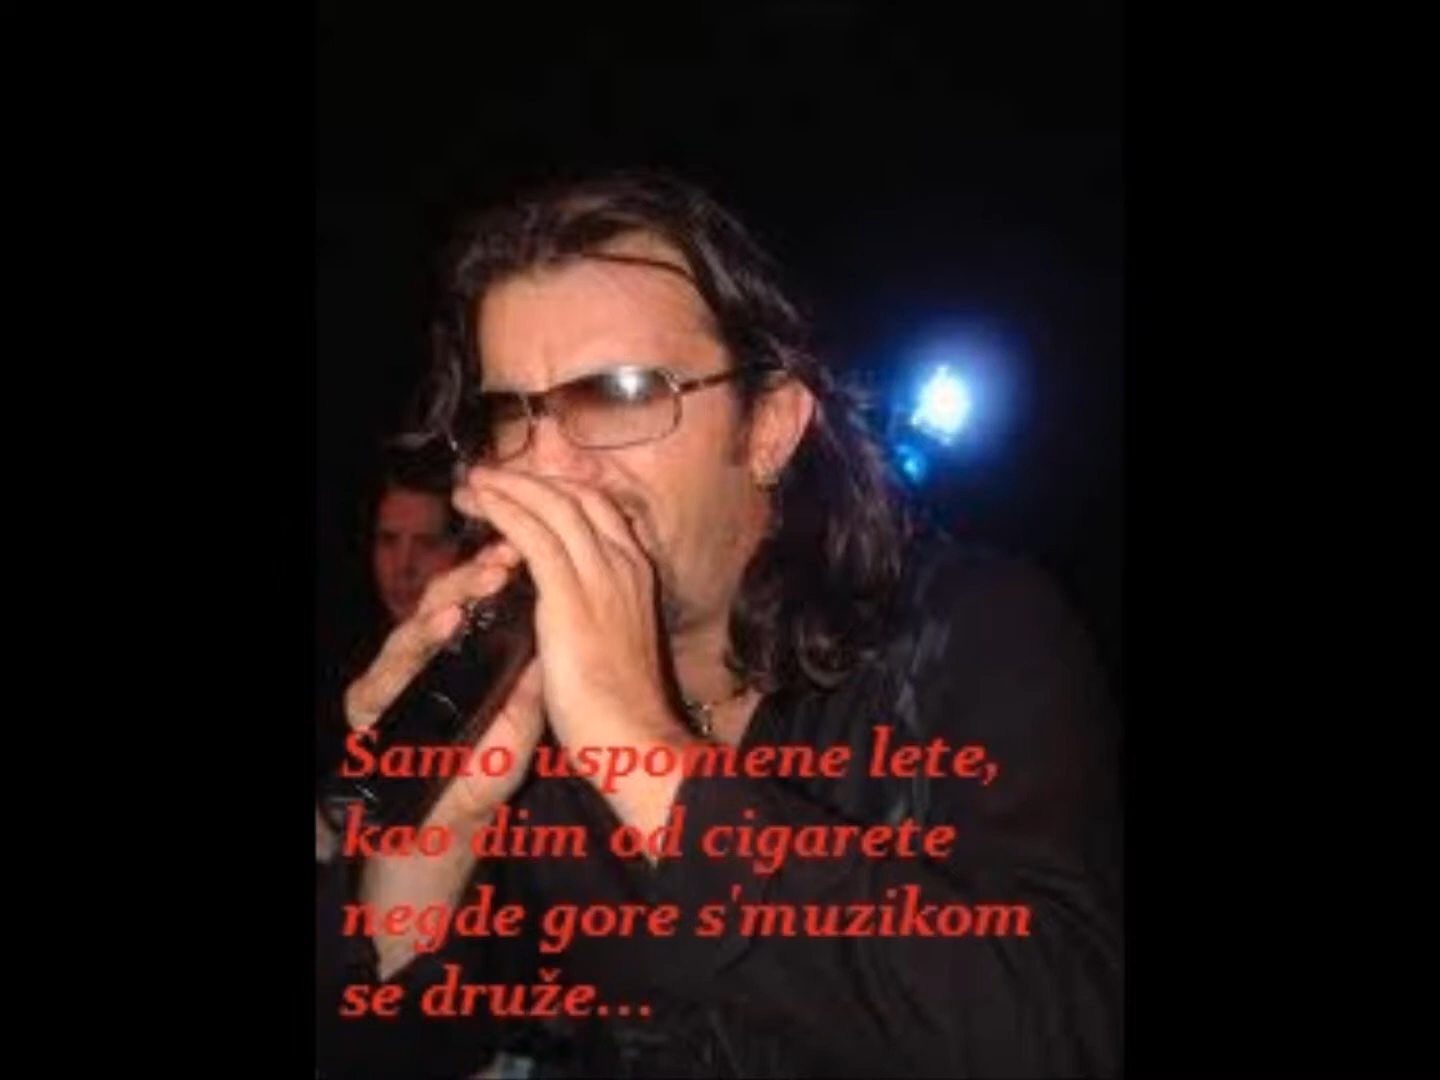 Samo uspomene lete,
kao dim od cigarete
negde gore s'muzikom
se druže...